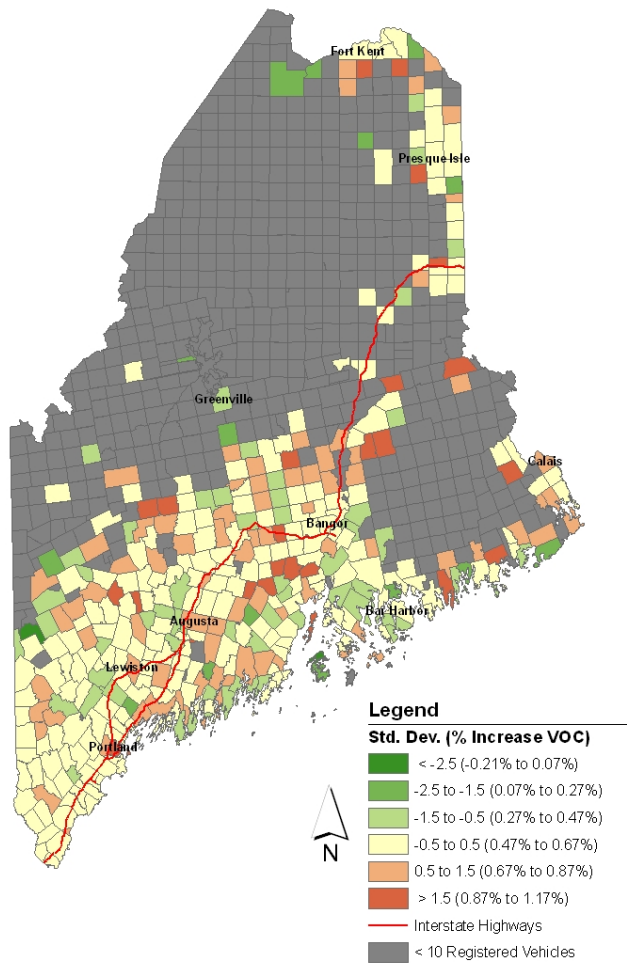 Fort Kent
Presque Isle
Greenville
Calais
Bangor
Bar Harbor
Augusta
Lewiston
Portland
N
Legend
Std. Dev. (% Increase VOC)
< -2.5 (-0.21% to 0.07%)
-2.5 to -1.5 (0.07% to 0.27%)
-1.5 to -0.5 (0.27% to 0.47%)
-0.5 to 0.5 (0.47% to 0.67%)
0.5 to 1.5 (0.67% to 0.87%)
> 1.5 (0.87% to 1.17%)
Interstate Highways
< 10 Registered Vehicles